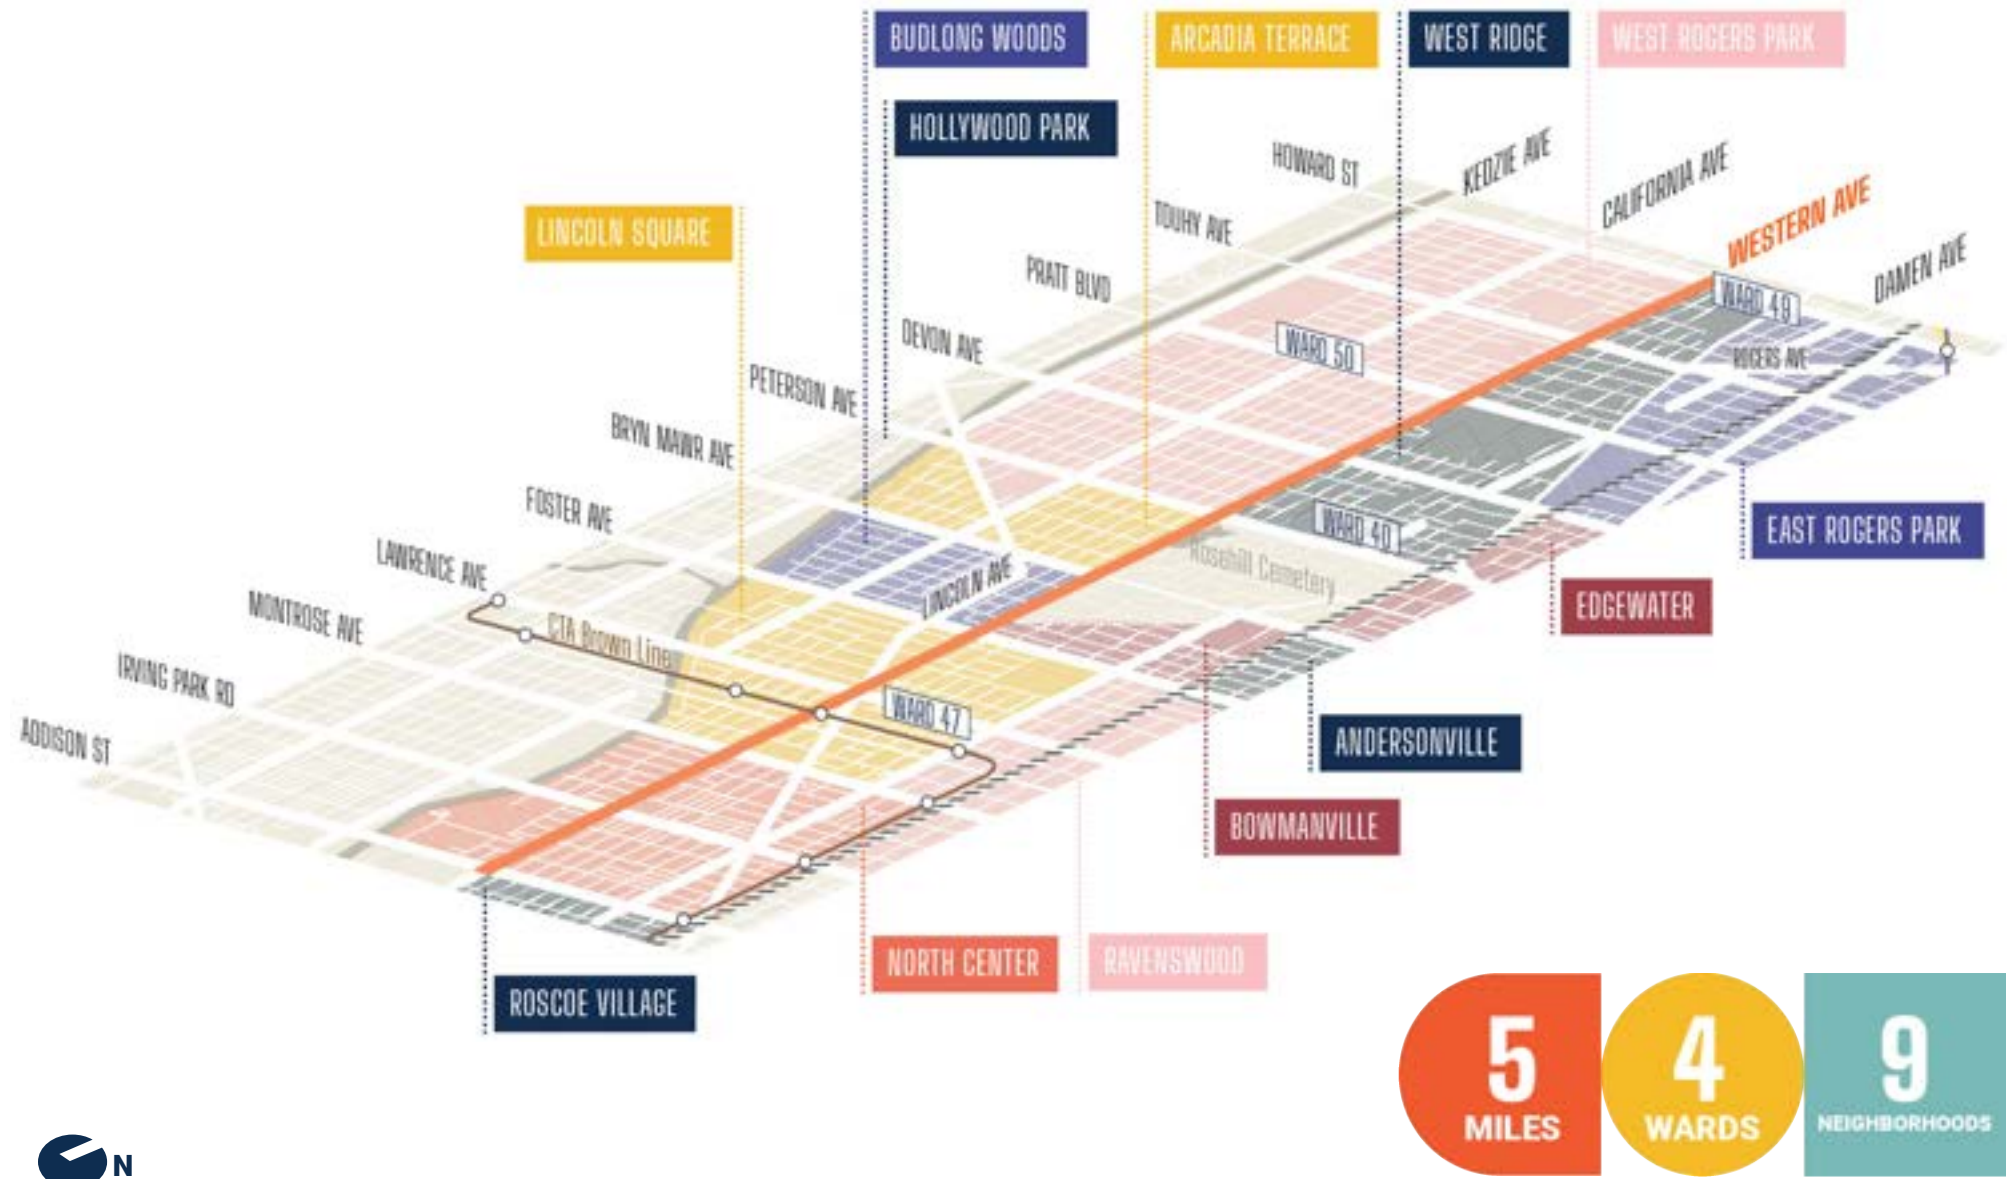 BUDLONG WOODS
ARCADIA TERRACE
WEST RIDGE
WEST ROGERS PARK
HOLLYWOOD PARK
LINCOLN SQUARE
HOWARD ST
KEDZIE AVE
CALIFORNIA AVE
WESTERN AVE
DAMEN AVE
TOUHY AVE
PRATT BLVD
DEVON AVE
PETERSON AVE
BRYN MAWR AVE
FOSTER AVE
LAWRENCE AVE
MONTROSE AVE
IRVING PARK RD
ADDISON ST
WARD 49
ROGERS AVE
WARD 50
WARD 40
EAST ROGERS PARK
Rosehill Cemetery
LINCOLN AVE
EDGEWATER
CTA Brown Line
WARD 47
ANDERSONVILLE
BOWMANVILLE
NORTH CENTER
RAVENSWOOD
ROSCOE VILLAGE
5
MILES
4
WARDS
9
NEIGHBORHOODS
N